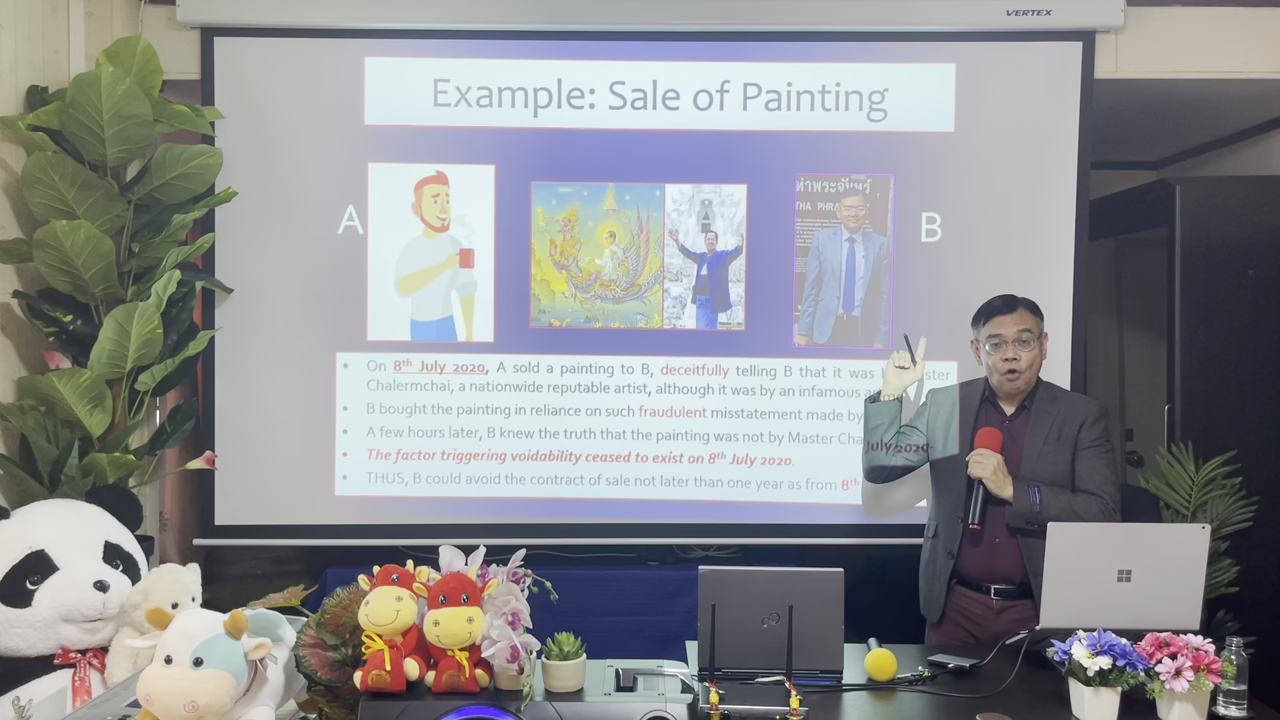 VERTEX
Example: Sale of Painting
ท่าพระจันทร์
THA PHRA
A
B
On 8th July 2020, A sold a painting to B, deceitfully telling B that it was
Chalermchai, a nationwide reputable artist, although it was by an infamous
B bought the painting in reliance on such fraudulent misstatement made by
A few hours later, B knew the truth that the painting was not by Master
July 2020.
The factor triggering voidability ceased to exist on 8th July 2020.
THUS, B could avoid the contract of sale not later than one year as from 8th